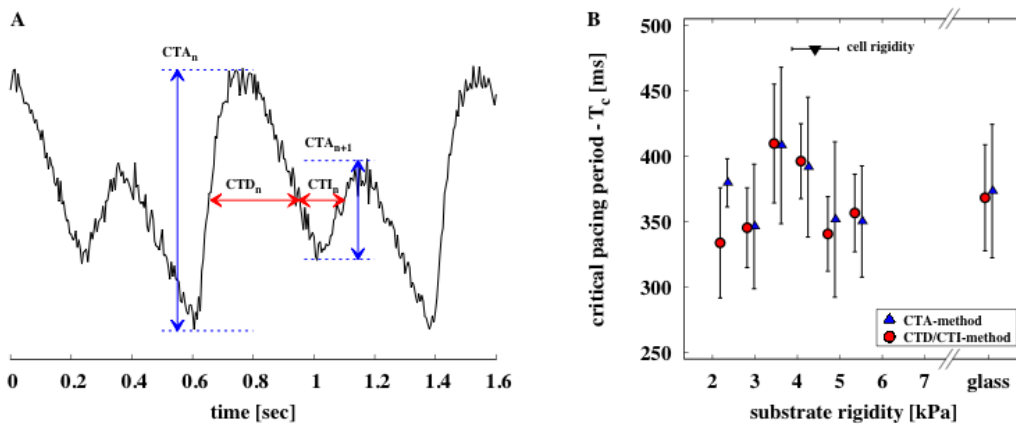 A
CTAₙ
CTAₙ₊₁
CTDₙ
CTIₙ
0 0.2 0.4 0.6 0.8 1 1.2 1.4 1.6
time [sec]
B
critical pacing period - T_c [ms]
500
450
400
350
300
250
cell rigidity
CTA-method
CTD/CTI-method
2 3 4 5 6 7 glass
substrate rigidity [kPa]